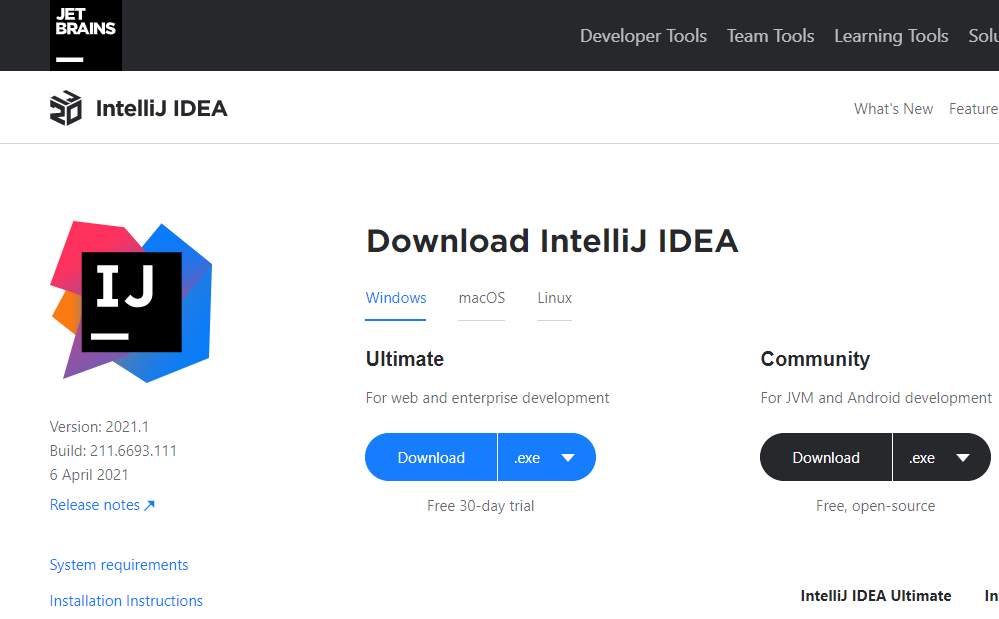 JET
BRAINS
Developer Tools Team Tools Learning Tools Solu
IntelliJ IDEA
What's New Feature
IJ
Download IntelliJ IDEA
Windows macOS Linux
Ultimate
For web and enterprise development
Download .exe
Free 30-day trial
Community
For JVM and Android development
Download .exe
Free, open-source
Version: 2021.1
Build: 211.6693.111
6 April 2021
Release notes ↗
System requirements
Installation Instructions
IntelliJ IDEA Ultimate In